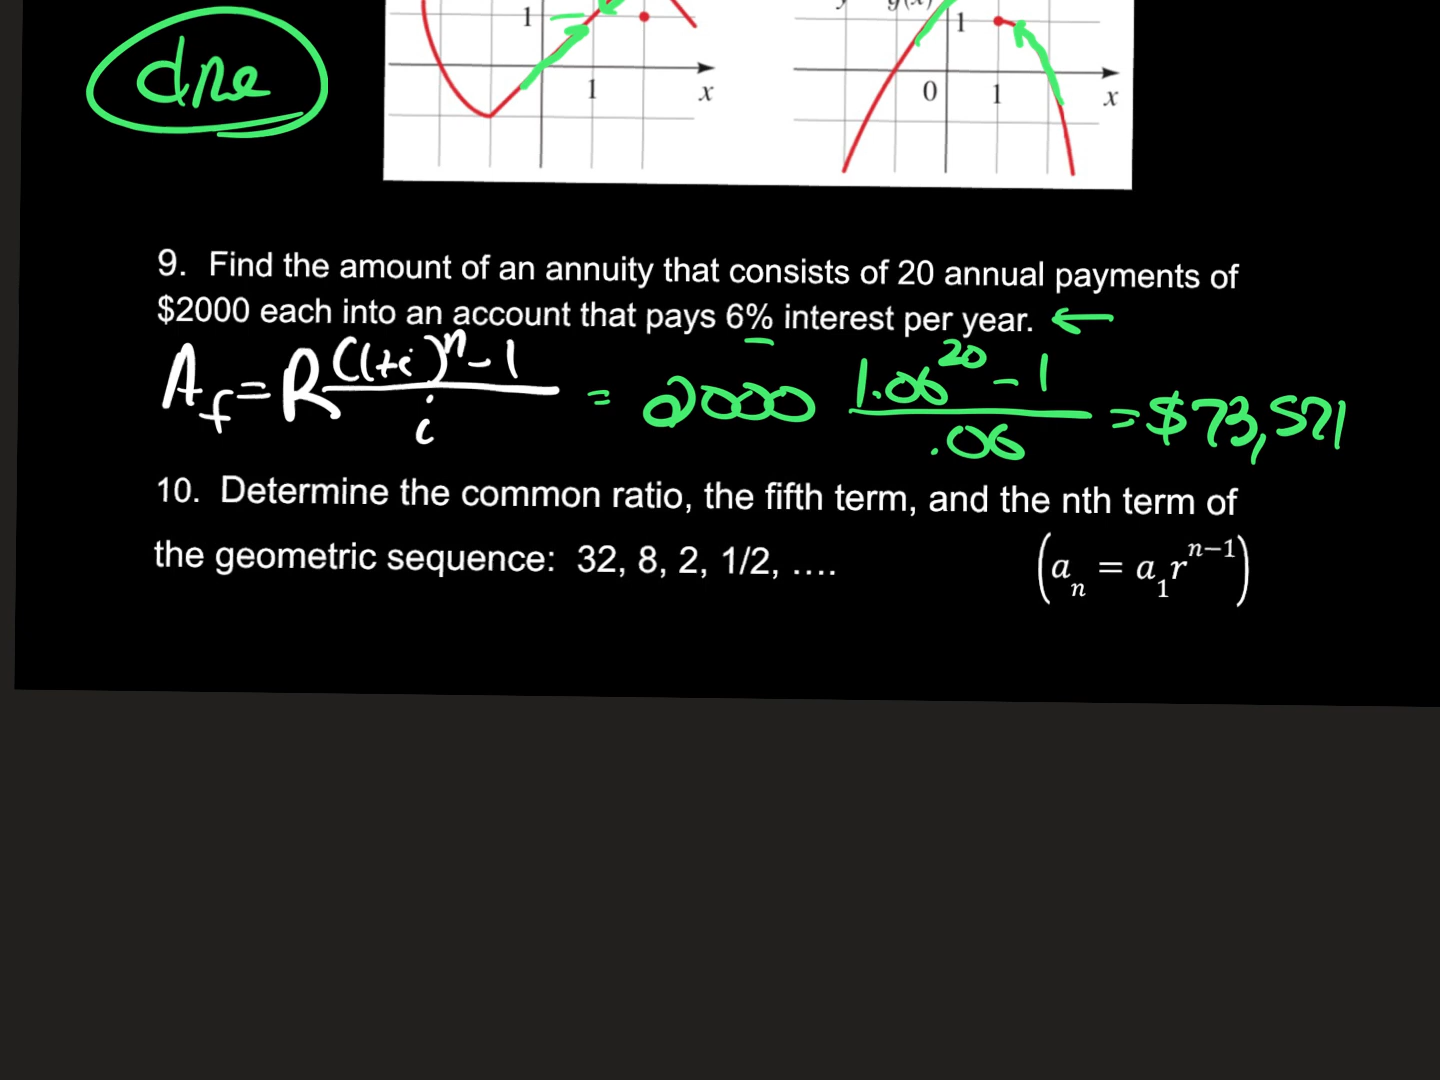 dne
1
1
x
1
0
1
x
9. Find the amount of an annuity that consists of 20 annual payments of
$2000 each into an account that pays 6% interest per year. ←
A_f = R ((1+i)^n - 1)/i = 2000 (1.06^20 - 1)/.06 = $73,571
10. Determine the common ratio, the fifth term, and the nth term of
the geometric sequence: 32, 8, 2, 1/2, .... (a_n = a_1 r^(n−1))